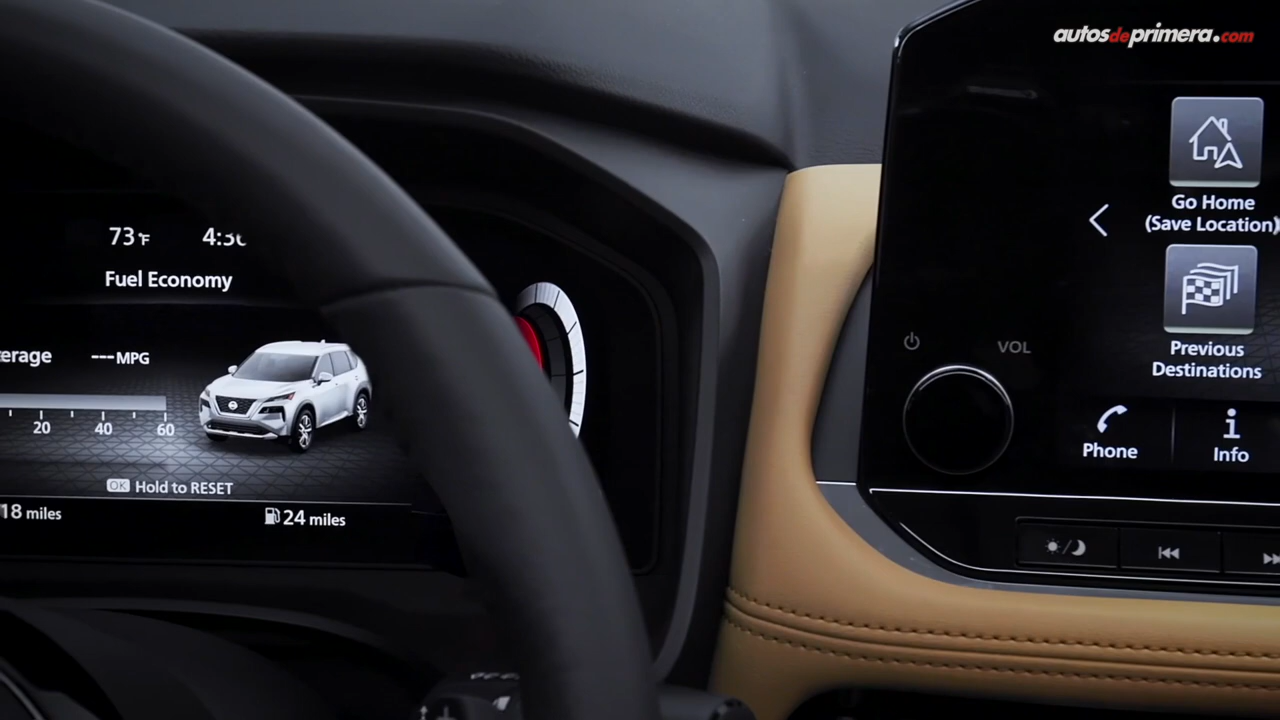 autosdeprimera.com
73°F
Fuel Economy
---MPG
20 40 60
OK Hold to RESET
18 miles
24 miles
VOL
Go Home
(Save Location)
Previous
Destinations
Phone
Info